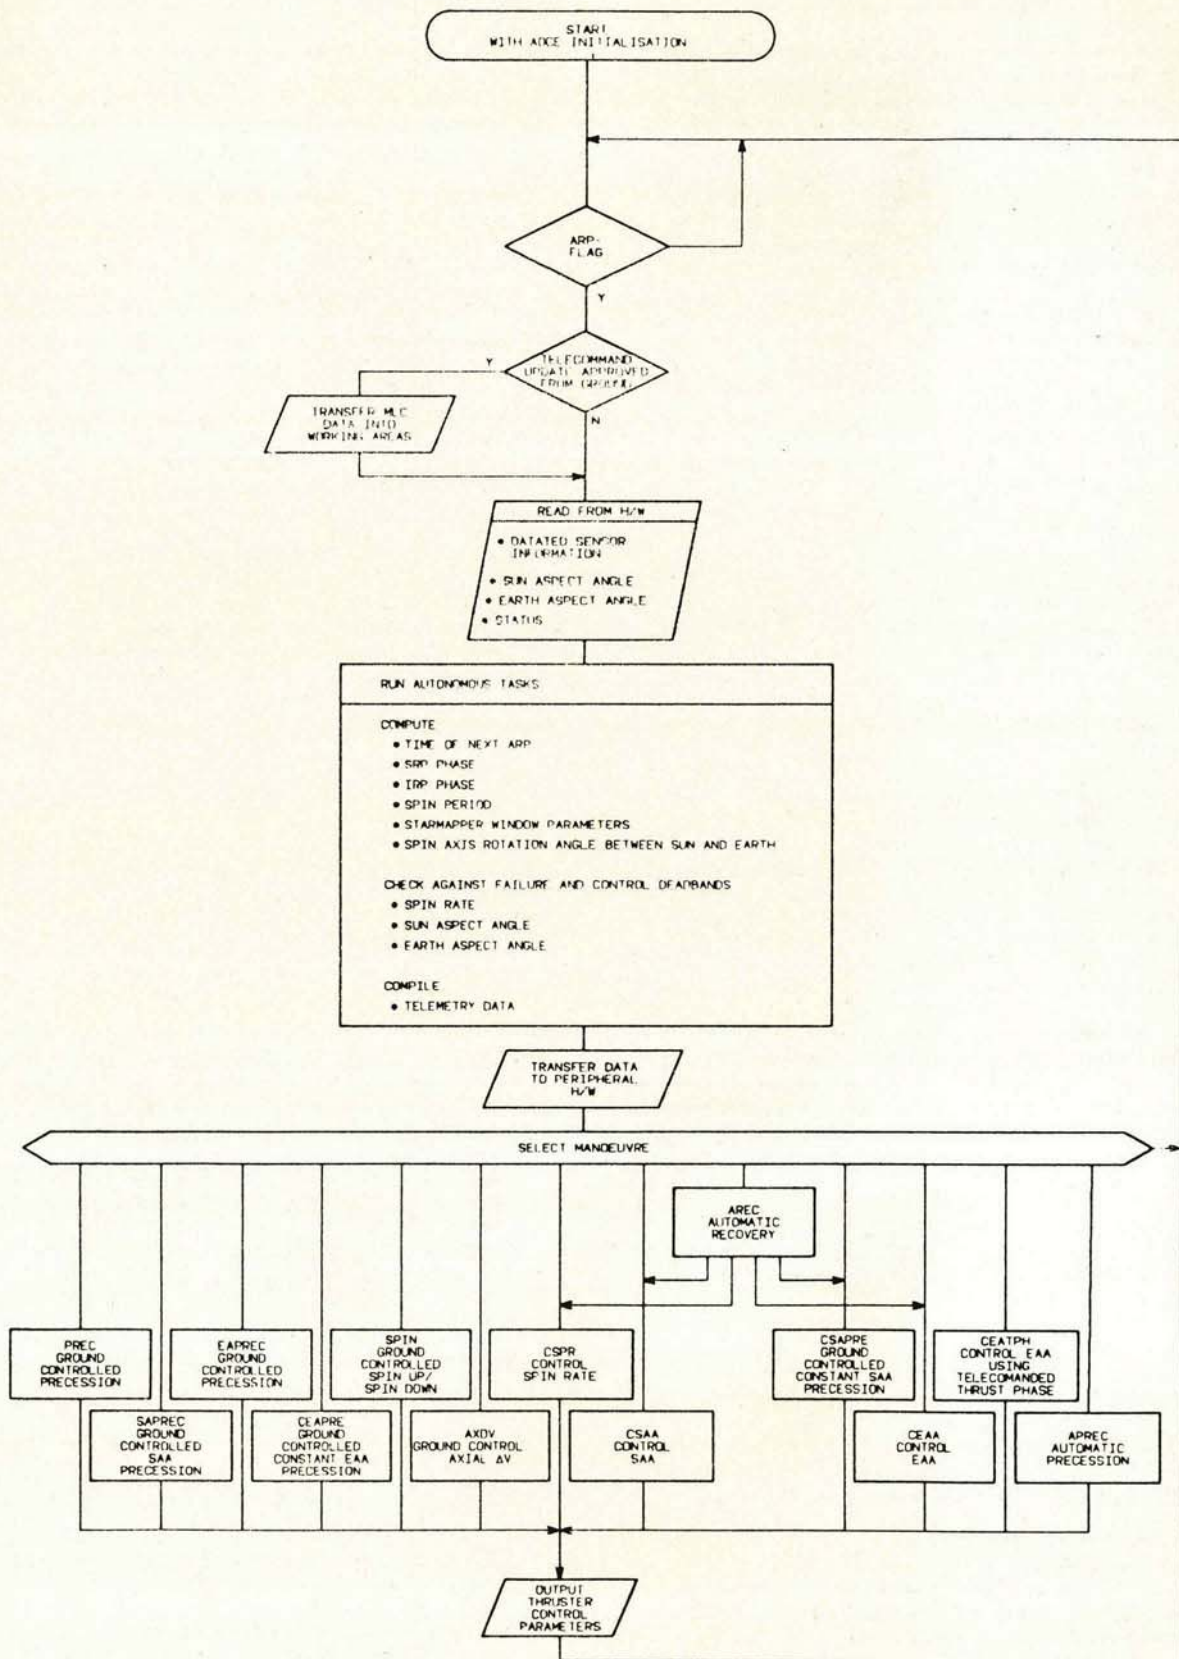 START
WITH AOCE INITIALISATION
ARP-
FLAG
Y
TELECOMMAND
UPDATE APPROVED
FROM GROUND
Y
N
TRANSFER MLC
DATA INTO
WORKING AREAS
READ FROM H/W
• DATATED SENSOR
INFORMATION
• SUN ASPECT ANGLE
• EARTH ASPECT ANGLE
• STATUS
RUN AUTONOMOUS TASKS
COMPUTE
• TIME OF NEXT ARP
• SRP PHASE
• IRP PHASE
• SPIN PERIOD
• STARMAPPER WINDOW PARAMETERS
• SPIN AXIS ROTATION ANGLE BETWEEN SUN AND EARTH
CHECK AGAINST FAILURE AND CONTROL DEADBANDS
• SPIN RATE
• SUN ASPECT ANGLE
• EARTH ASPECT ANGLE
COMPILE
• TELEMETRY DATA
TRANSFER DATA
TO PERIPHERAL
H/W
SELECT MANOEUVRE
AREC
AUTOMATIC
RECOVERY
PREC
GROUND
CONTROLLED
PRECESSION
EAPREC
GROUND
CONTROLLED
PRECESSION
SPIN
GROUND
CONTROLLED
SPIN UP/
SPIN DOWN
CSPR
CONTROL
SPIN RATE
CSAPRE
GROUND
CONTROLLED
CONSTANT SAA
PRECESSION
CEATPH
CONTROL EAA
USING
TELECOMANDED
THRUST PHASE
SAPREC
GROUND
CONTROLLED
SAA
PRECESSION
CEAPRE
GROUND
CONTROLLED
CONSTANT EAA
PRECESSION
AXDV
GROUND CONTROL
AXIAL ΔV
CSAA
CONTROL
SAA
CEAA
CONTROL
EAA
APREC
AUTOMATIC
PRECESSION
OUTPUT
THRUSTER
CONTROL
PARAMETERS